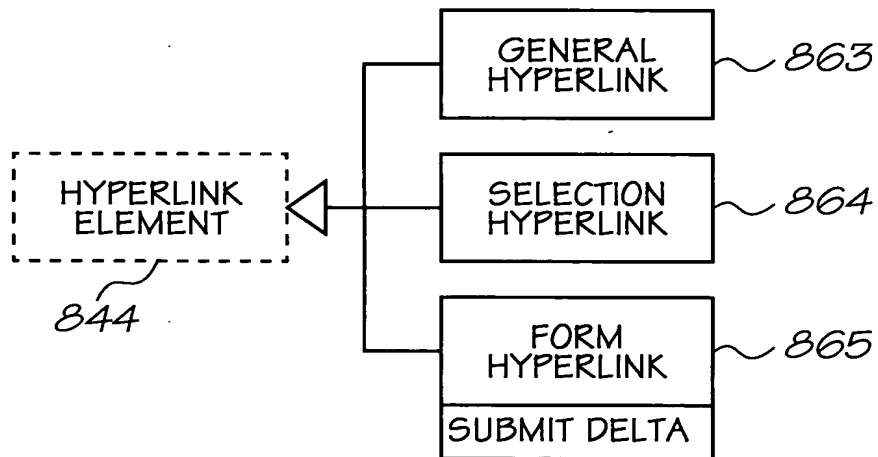 GENERAL
HYPERLINK
863
HYPERLINK
ELEMENT
844
SELECTION
HYPERLINK
864
FORM
HYPERLINK
865
SUBMIT DELTA